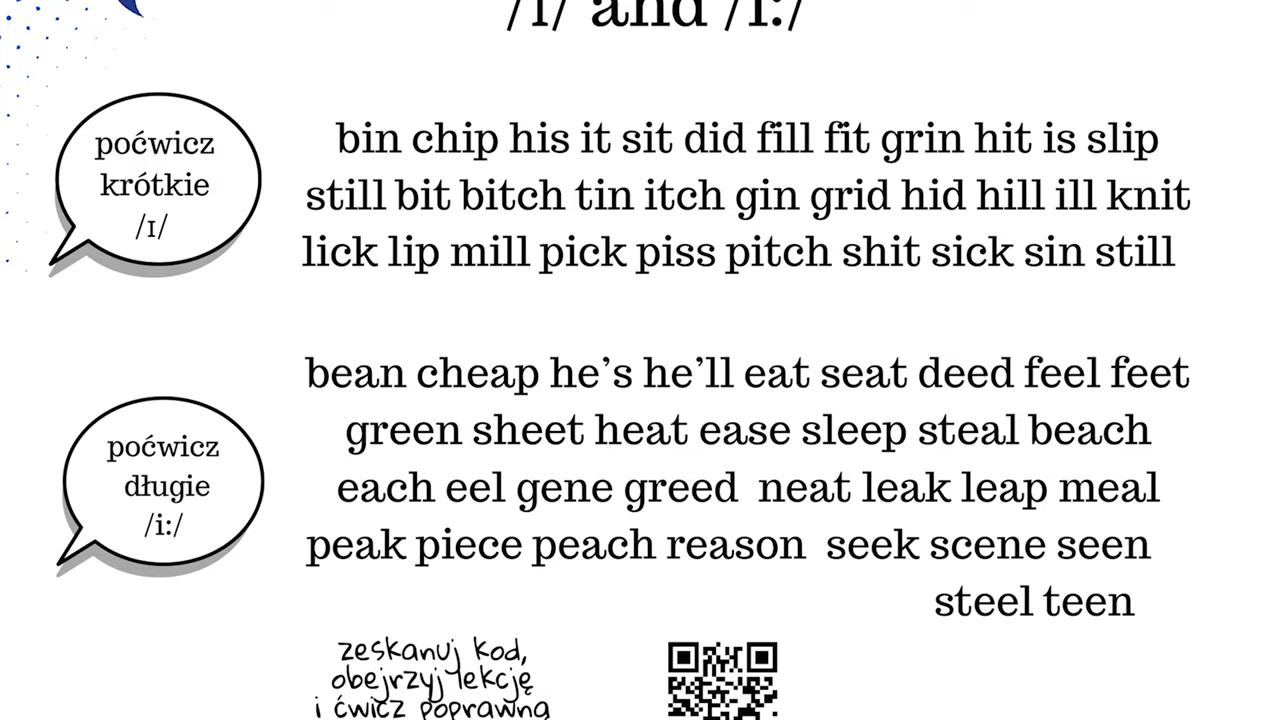 /ɪ/ and /i:/
poćwicz
krótkie
/ɪ/
bin chip his it sit did fill fit grin hit is slip
still bit bitch tin itch gin grid hid hill ill knit
lick lip mill pick piss pitch shit sick sin still
poćwicz
długie
/i:/
bean cheap he's he'll eat seat deed feel feet
green sheet heat ease sleep steal beach
each eel gene greed neat leak leap meal
peak piece peach reason seek scene seen
steel teen
zeskanuj kod,
obejrzyj lekcję
i ćwicz poprawną